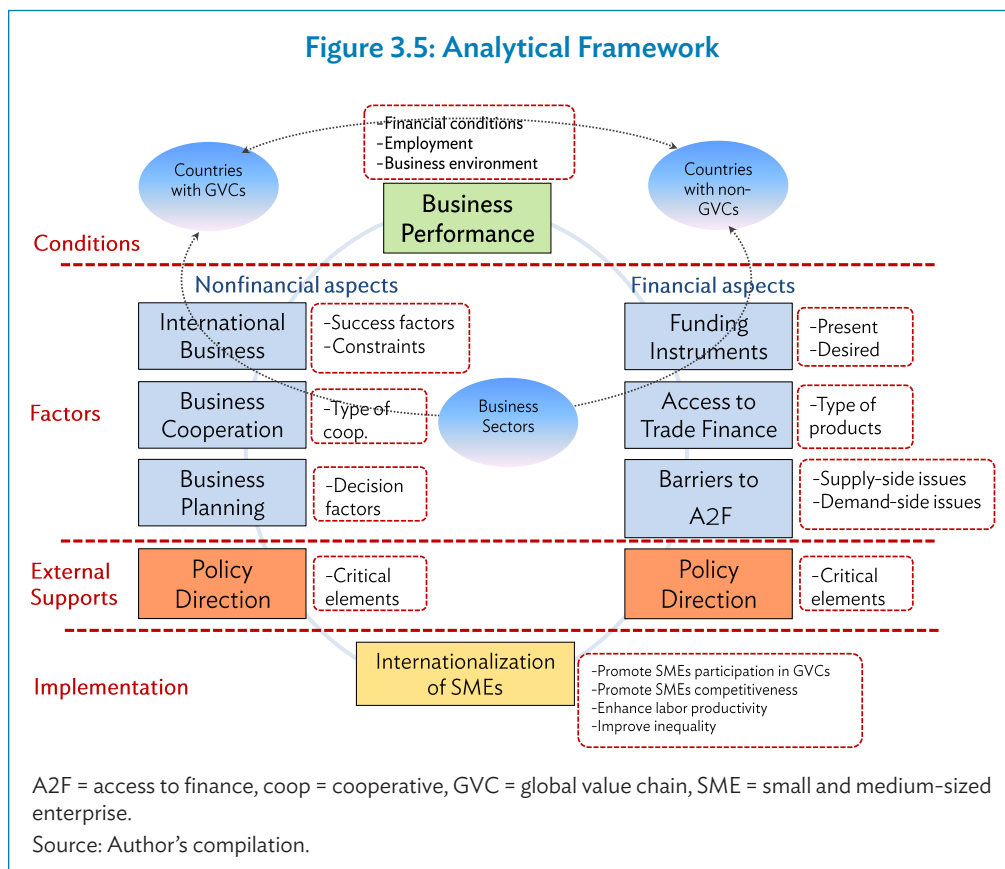 Figure 3.5: Analytical Framework
-Financial conditions
-Employment
-Business environment
Countries
with GVCs
Countries
with non-
GVCs
Business
Performance
Conditions
Nonfinancial aspects
Financial aspects
International
Business
-Success factors
-Constraints
Funding
Instruments
-Present
-Desired
Factors
Business
Cooperation
-Type of
coop.
Business
Sectors
Access to
Trade Finance
-Type of
products
Business
Planning
-Decision
factors
Barriers to
A2F
-Supply-side issues
-Demand-side issues
External
Supports
Policy
Direction
-Critical
elements
Policy
Direction
-Critical
elements
Implementation
Internationalization
of SMEs
-Promote SMEs participation in GVCs
-Promote SMEs competitiveness
-Enhance labor productivity
-Improve inequality
A2F = access to finance, coop = cooperative, GVC = global value chain, SME = small and medium-sized
enterprise.
Source: Author's compilation.